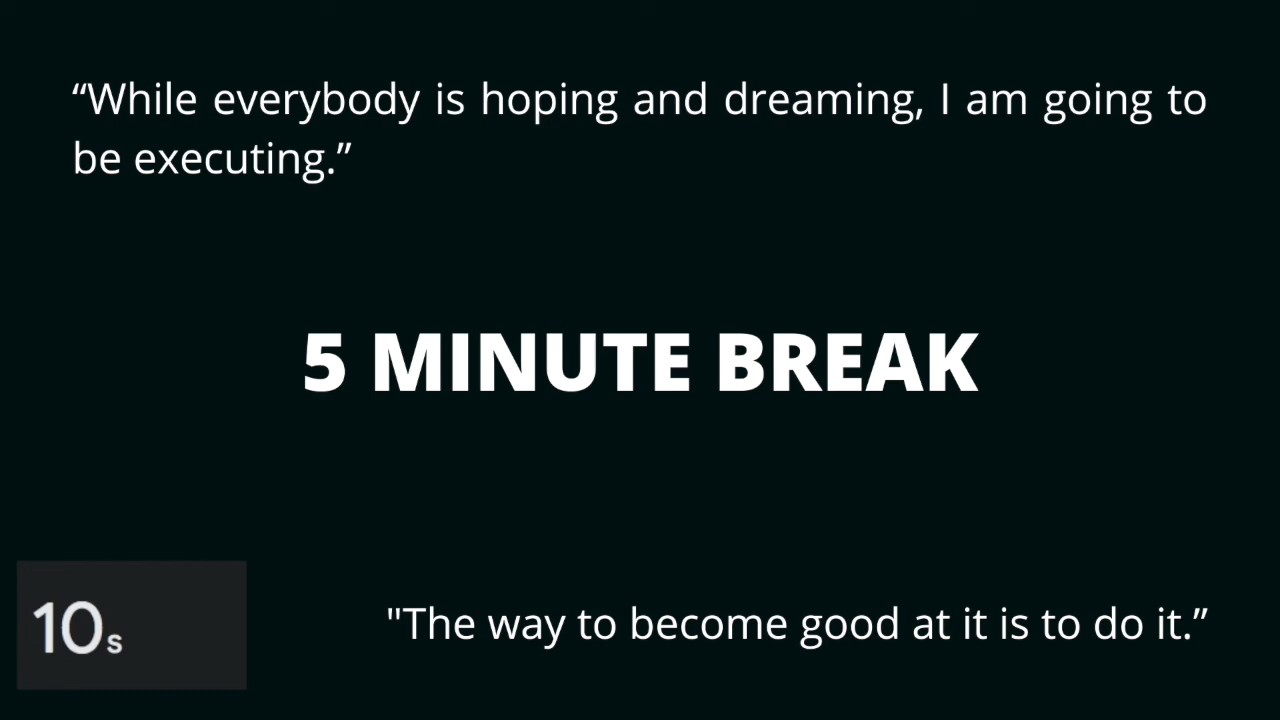 “While everybody is hoping and dreaming, I am going to
be executing.”
5 MINUTE BREAK
10s
"The way to become good at it is to do it.”